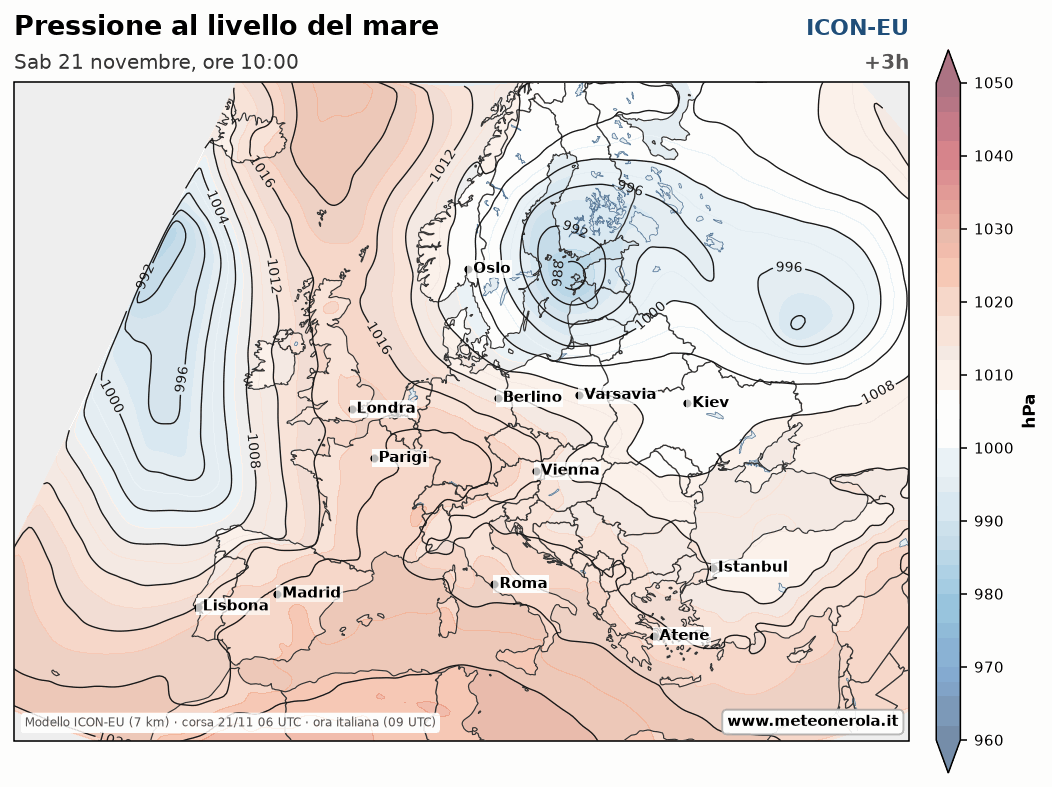 Pressione al livello del mare
ICON-EU
Sab 21 novembre, ore 10:00
+3h
1016
1012
1004
996
992
992
988
Oslo
996
1012
1000
1016
996
1000
1008
Berlino
Varsavia
Kiev
Londra
1008
Parigi
Vienna
Istanbul
Roma
Madrid
Lisbona
Atene
Modello ICON-EU (7 km) · corsa 21/11 06 UTC · ora italiana (09 UTC)
www.meteonerola.it
1050
1040
1030
1020
1010
1000
990
980
970
960
hPa